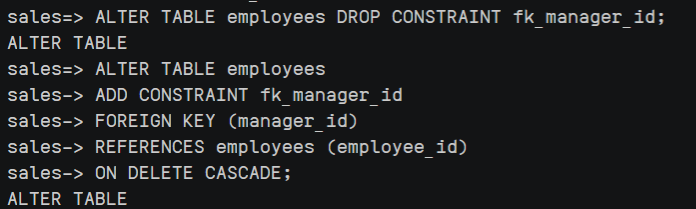 sales=> ALTER TABLE employees DROP CONSTRAINT fk_manager_id;
ALTER TABLE
sales=> ALTER TABLE employees
sales-> ADD CONSTRAINT fk_manager_id
sales-> FOREIGN KEY (manager_id)
sales-> REFERENCES employees (employee_id)
sales-> ON DELETE CASCADE;
ALTER TABLE